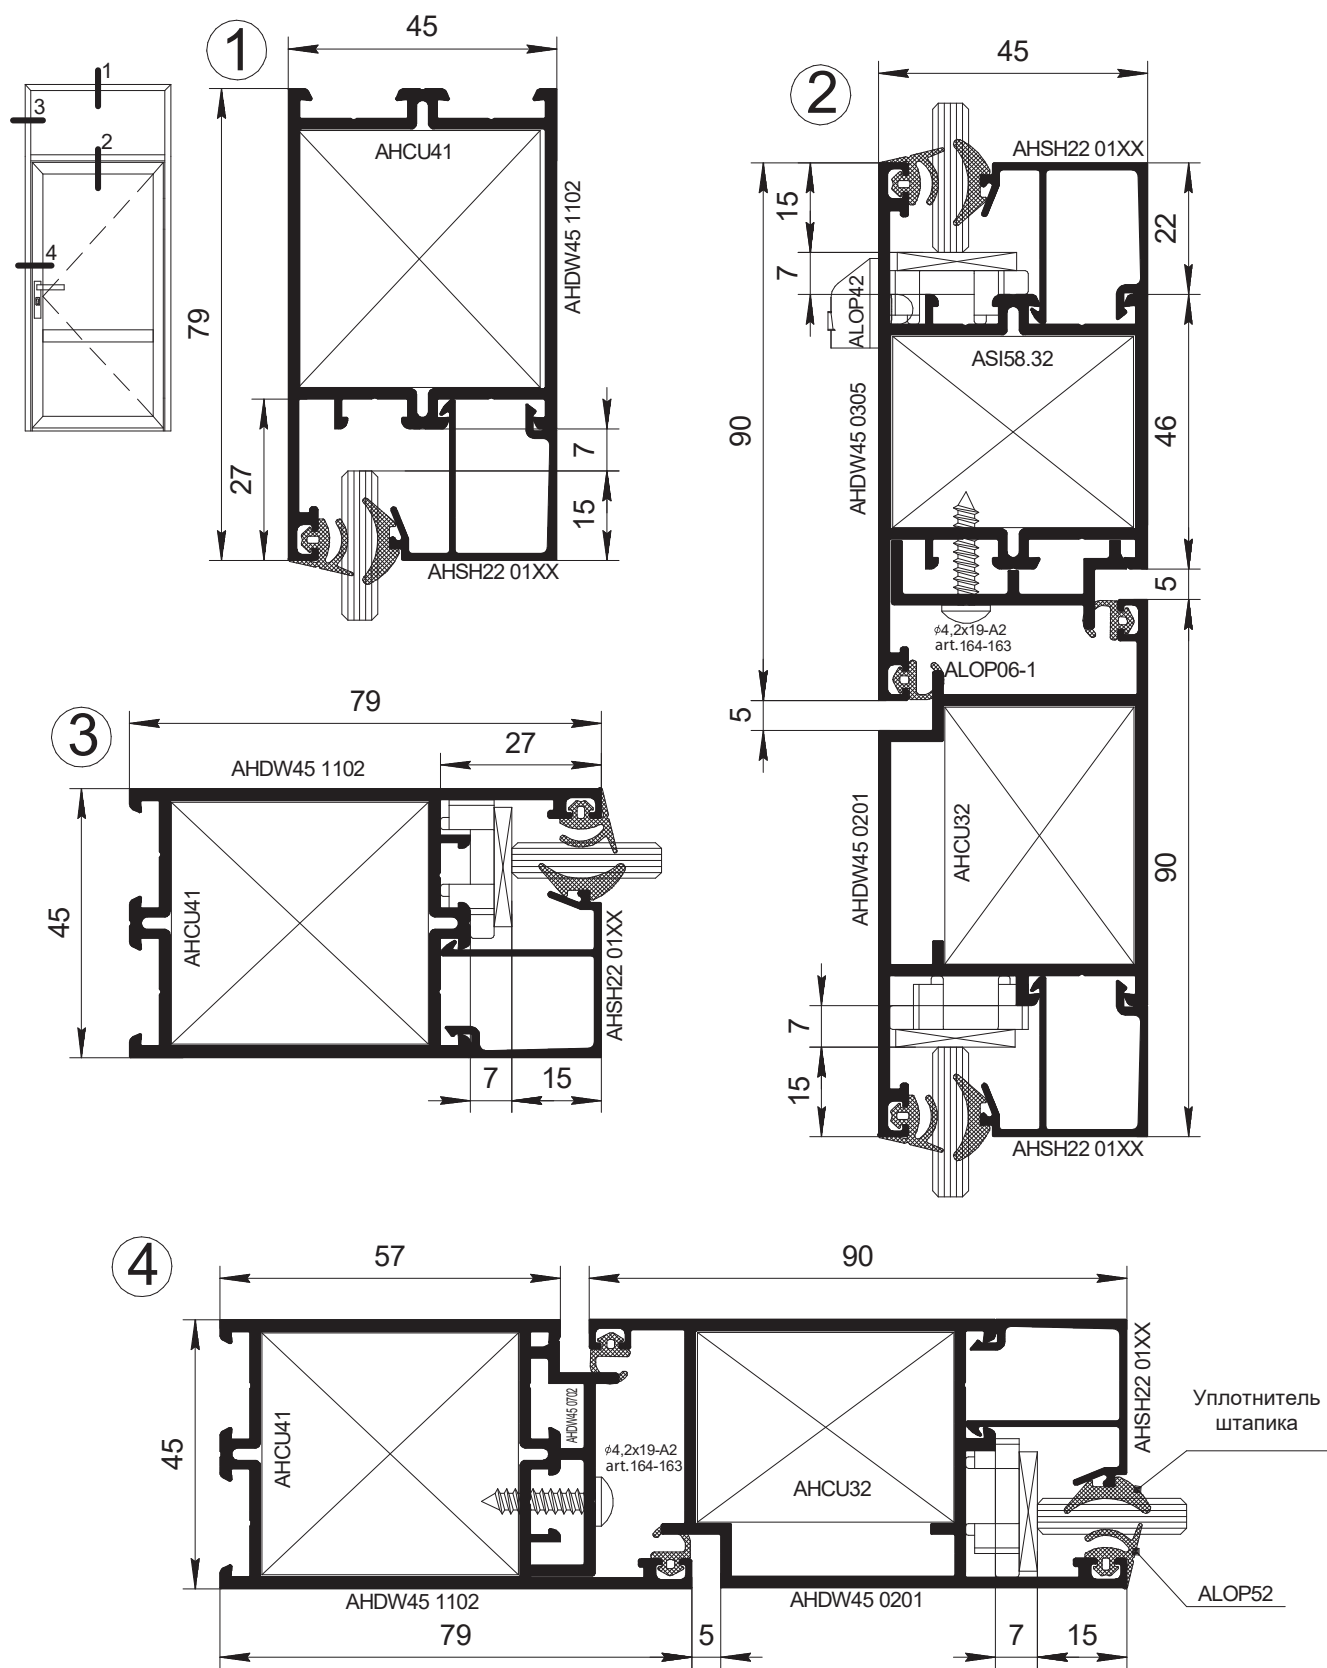 1
3
2
4
1
45
AHCU41
AHDW45 1102
79
27
7
15
AHSH22 01XX
2
45
AHSH22 01XX
15
22
7
ALOP42
ASI58.32
90
AHDW45 0305
46
5
ϕ4,2x19-A2
art.164-163
ALOP06-1
5
AHDW45 0201
AHCU32
90
7
15
AHSH22 01XX
3
79
AHDW45 1102
27
45
AHCU41
AHSH22 01XX
7
15
4
57
90
45
AHCU41
AHDW45 0702
ϕ4,2x19-A2
art.164-163
AHCU32
AHSH22 01XX
Уплотнитель
штапика
ALOP52
AHDW45 1102
AHDW45 0201
79
5
7
15